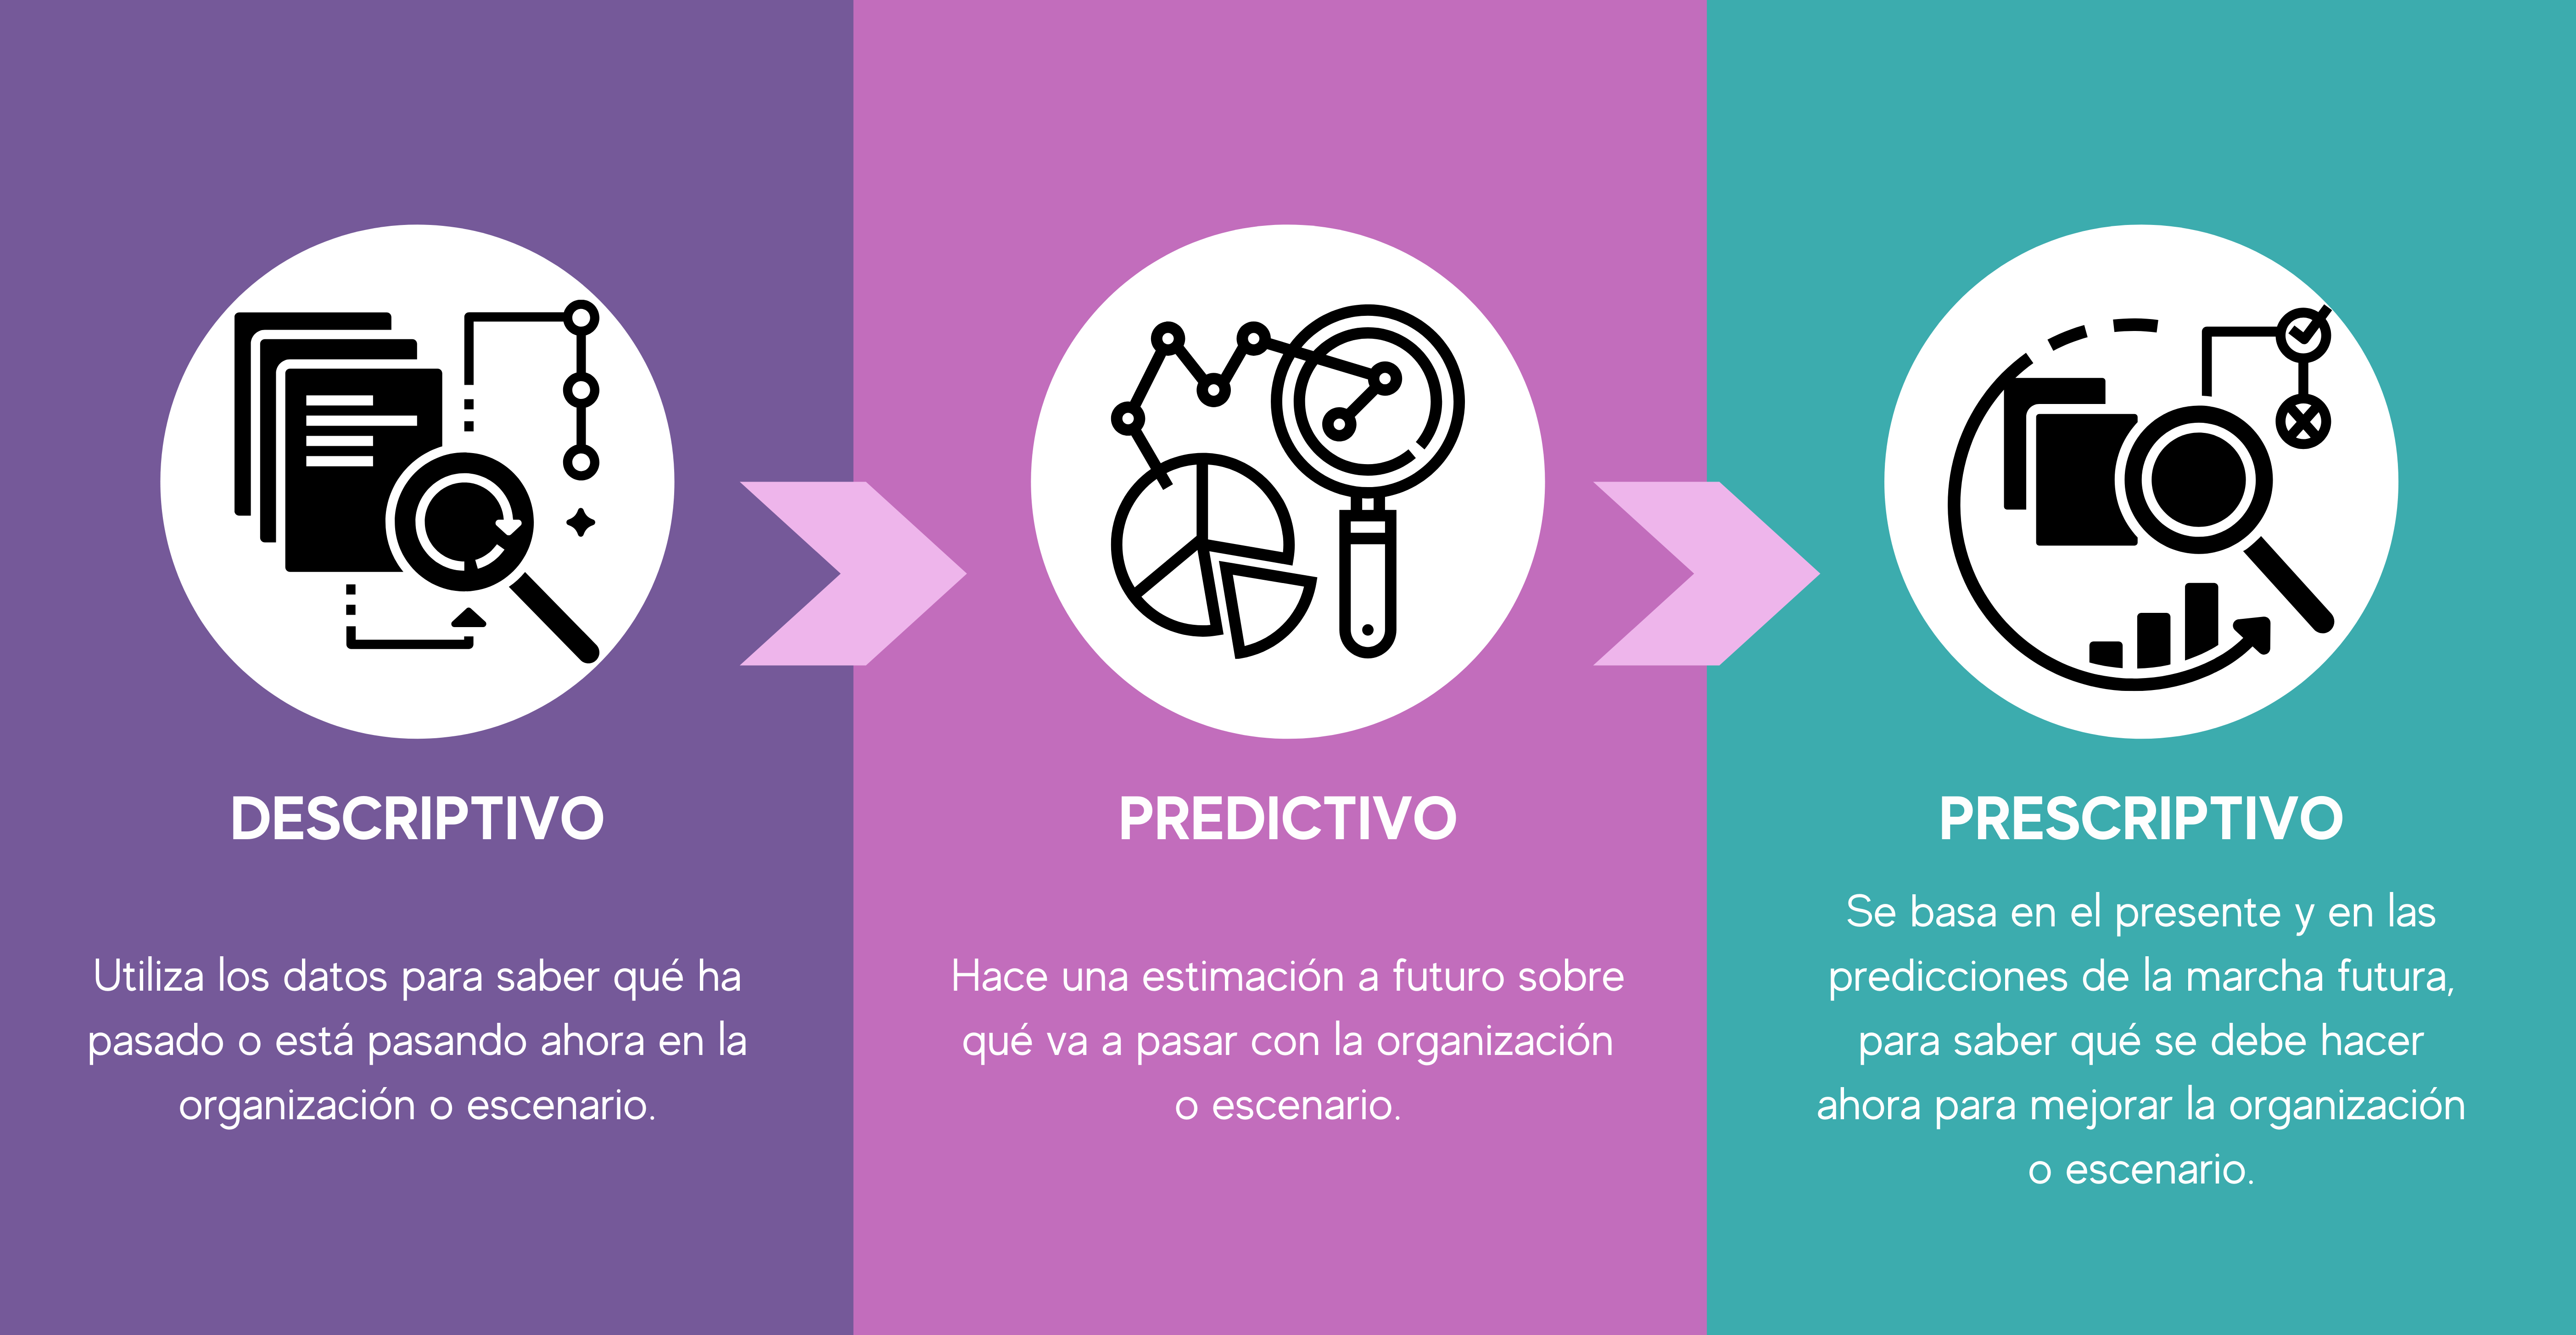 DESCRIPTIVO
Utiliza los datos para saber qué ha
pasado o está pasando ahora en la
organización o escenario.
PREDICTIVO
Hace una estimación a futuro sobre
qué va a pasar con la organización
o escenario.
PRESCRIPTIVO
Se basa en el presente y en las
predicciones de la marcha futura,
para saber qué se debe hacer
ahora para mejorar la organización
o escenario.